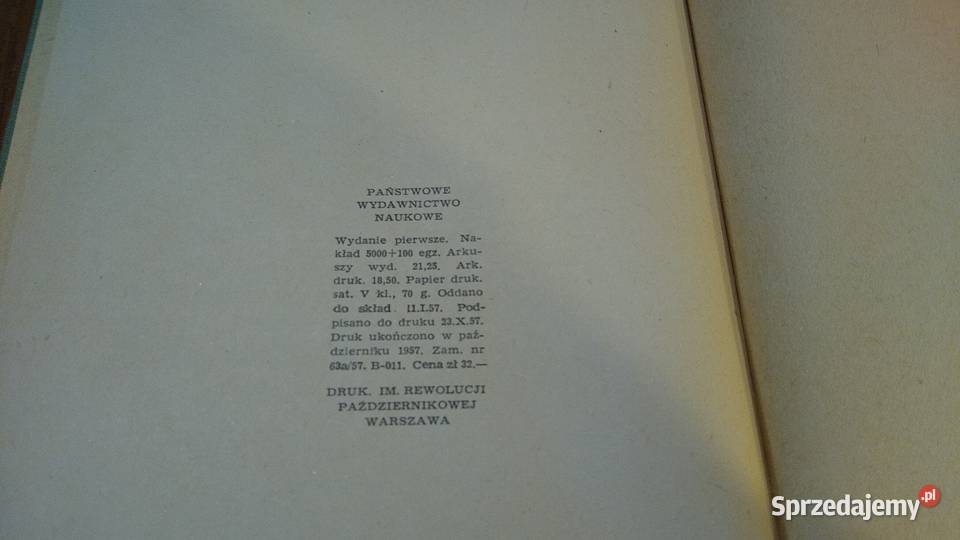 PAŃSTWOWE
WYDAWNICTWO
NAUKOWE
Wydanie pierwsze. Na-
kład 5000+100 egz. Arku-
szy wyd. 21,25. Ark.
druk. 18,50. Papier druk.
sat. V kl., 70 g. Oddano
do skład. 11.I.57. Pod-
pisano do druku 23.X.57.
Druk ukończono w paź-
dzierniku 1957. Zam. nr
63a/57. B-011. Cena zł 32.—
DRUK. IM. REWOLUCJI
PAŹDZIERNIKOWEJ
WARSZAWA
Sprzedajemy.pl